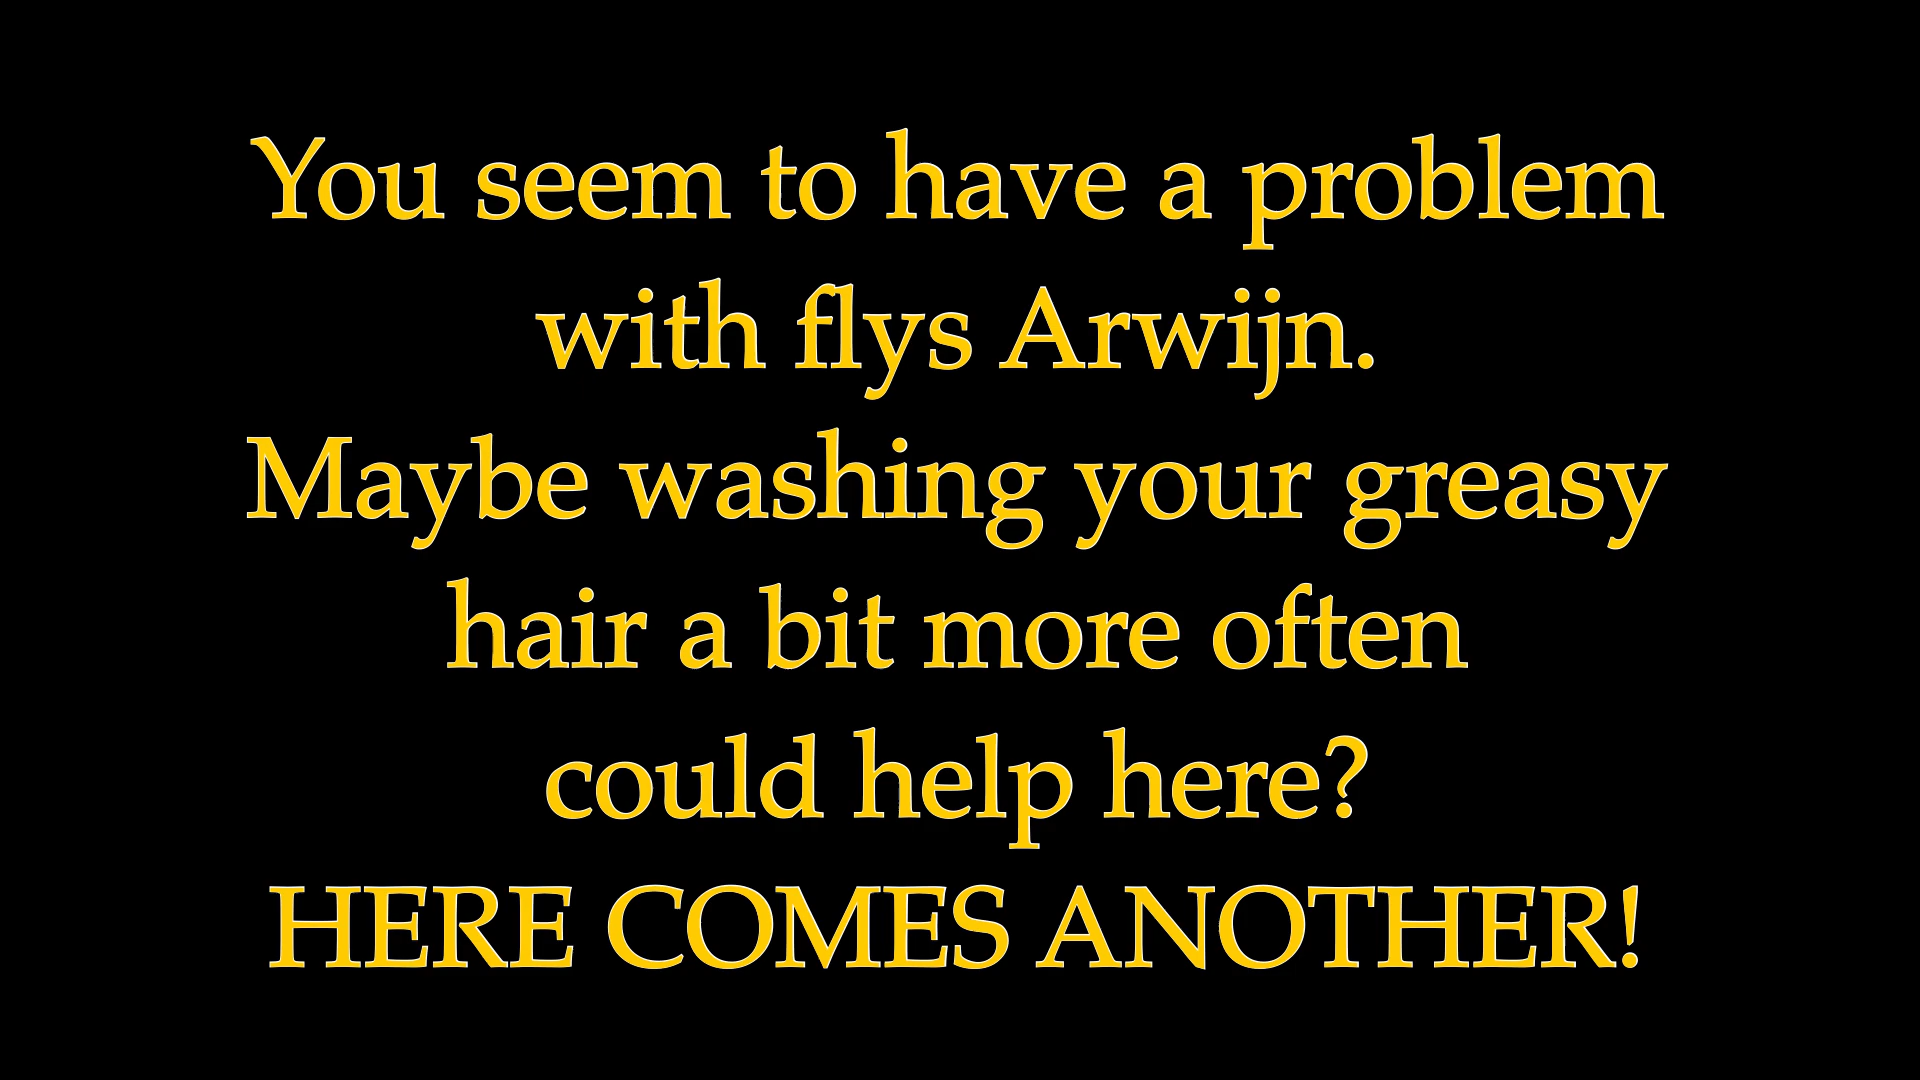 You seem to have a problem
with flys Arwijn.
Maybe washing your greasy
hair a bit more often
could help here?
HERE COMES ANOTHER!